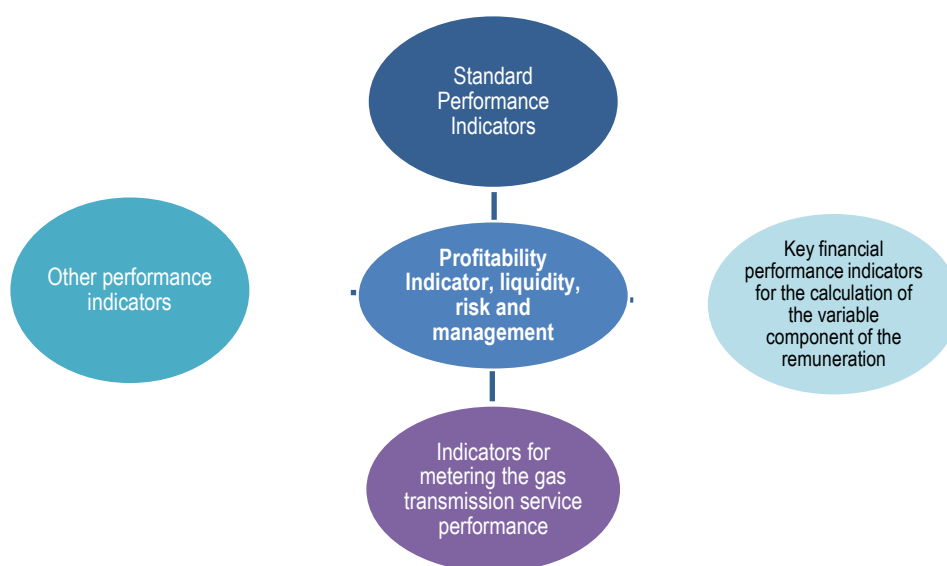 Standard
Performance
Indicators
Other performance
indicators
Profitability
Indicator, liquidity,
risk and
management
Key financial
performance indicators
for the calculation of
the variable
component of the
remuneration
Indicators for
metering the gas
transmission service
performance